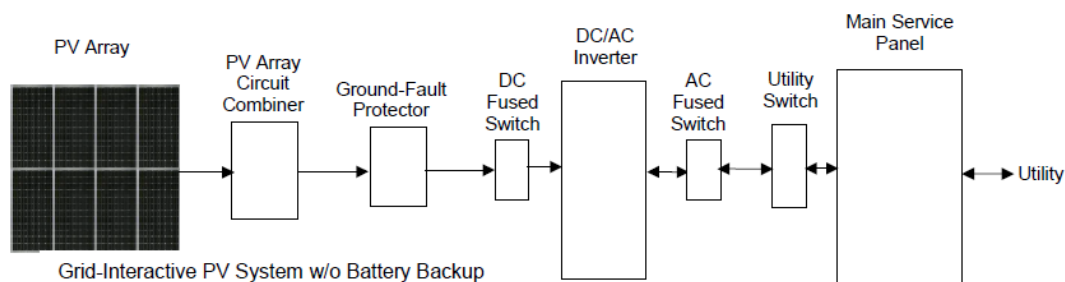 PV Array
PV Array
Circuit
Combiner
Ground-Fault
Protector
DC
Fused
Switch
DC/AC
Inverter
AC
Fused
Switch
Utility
Switch
Main Service
Panel
Utility
Grid-Interactive PV System w/o Battery Backup